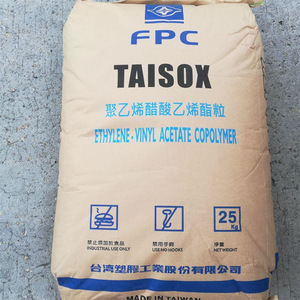 FPC
TAISOX
聚乙烯醋酸乙烯酯粒
ETHYLENE-VINYL ACETATE COPOLYMER
禁止添加於食品 禁用手鉤 淨重
INDUSTRIAL USE ONLY USE NO HOOKS NET WEIGHT
25 Kg
台灣塑膠工業股份有限公司
MADE IN TAIWAN